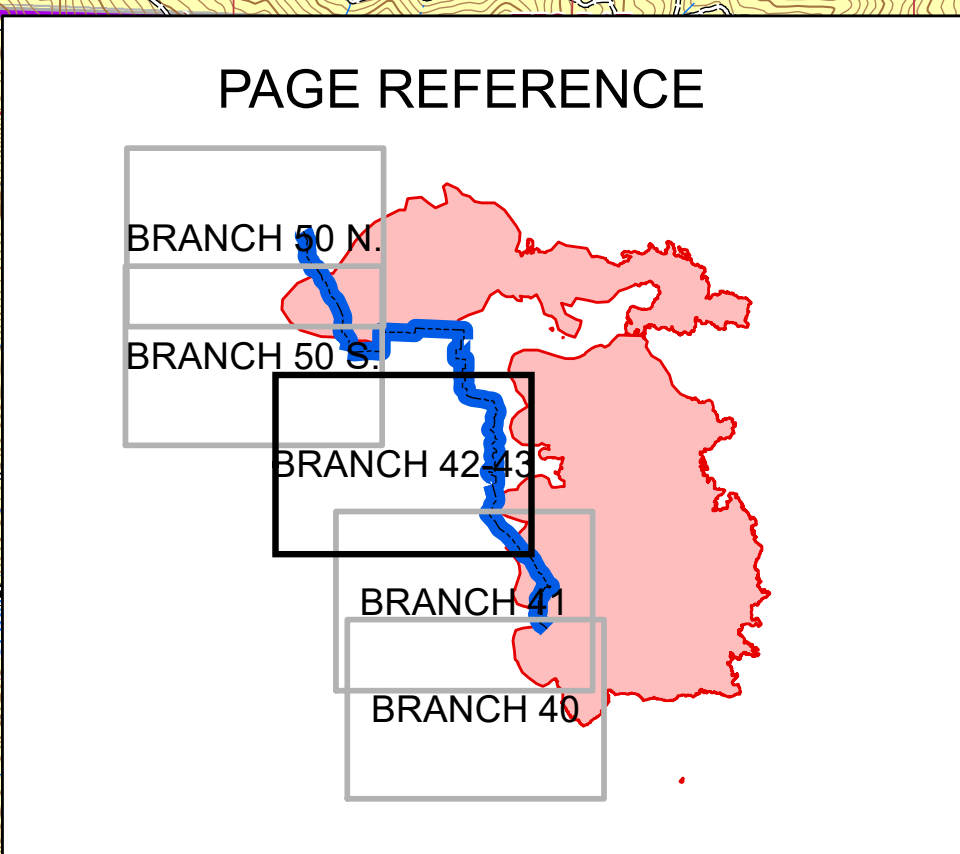 PAGE REFERENCE
BRANCH 50 N.
BRANCH 50 S.
BRANCH 42-43
BRANCH 41
BRANCH 40